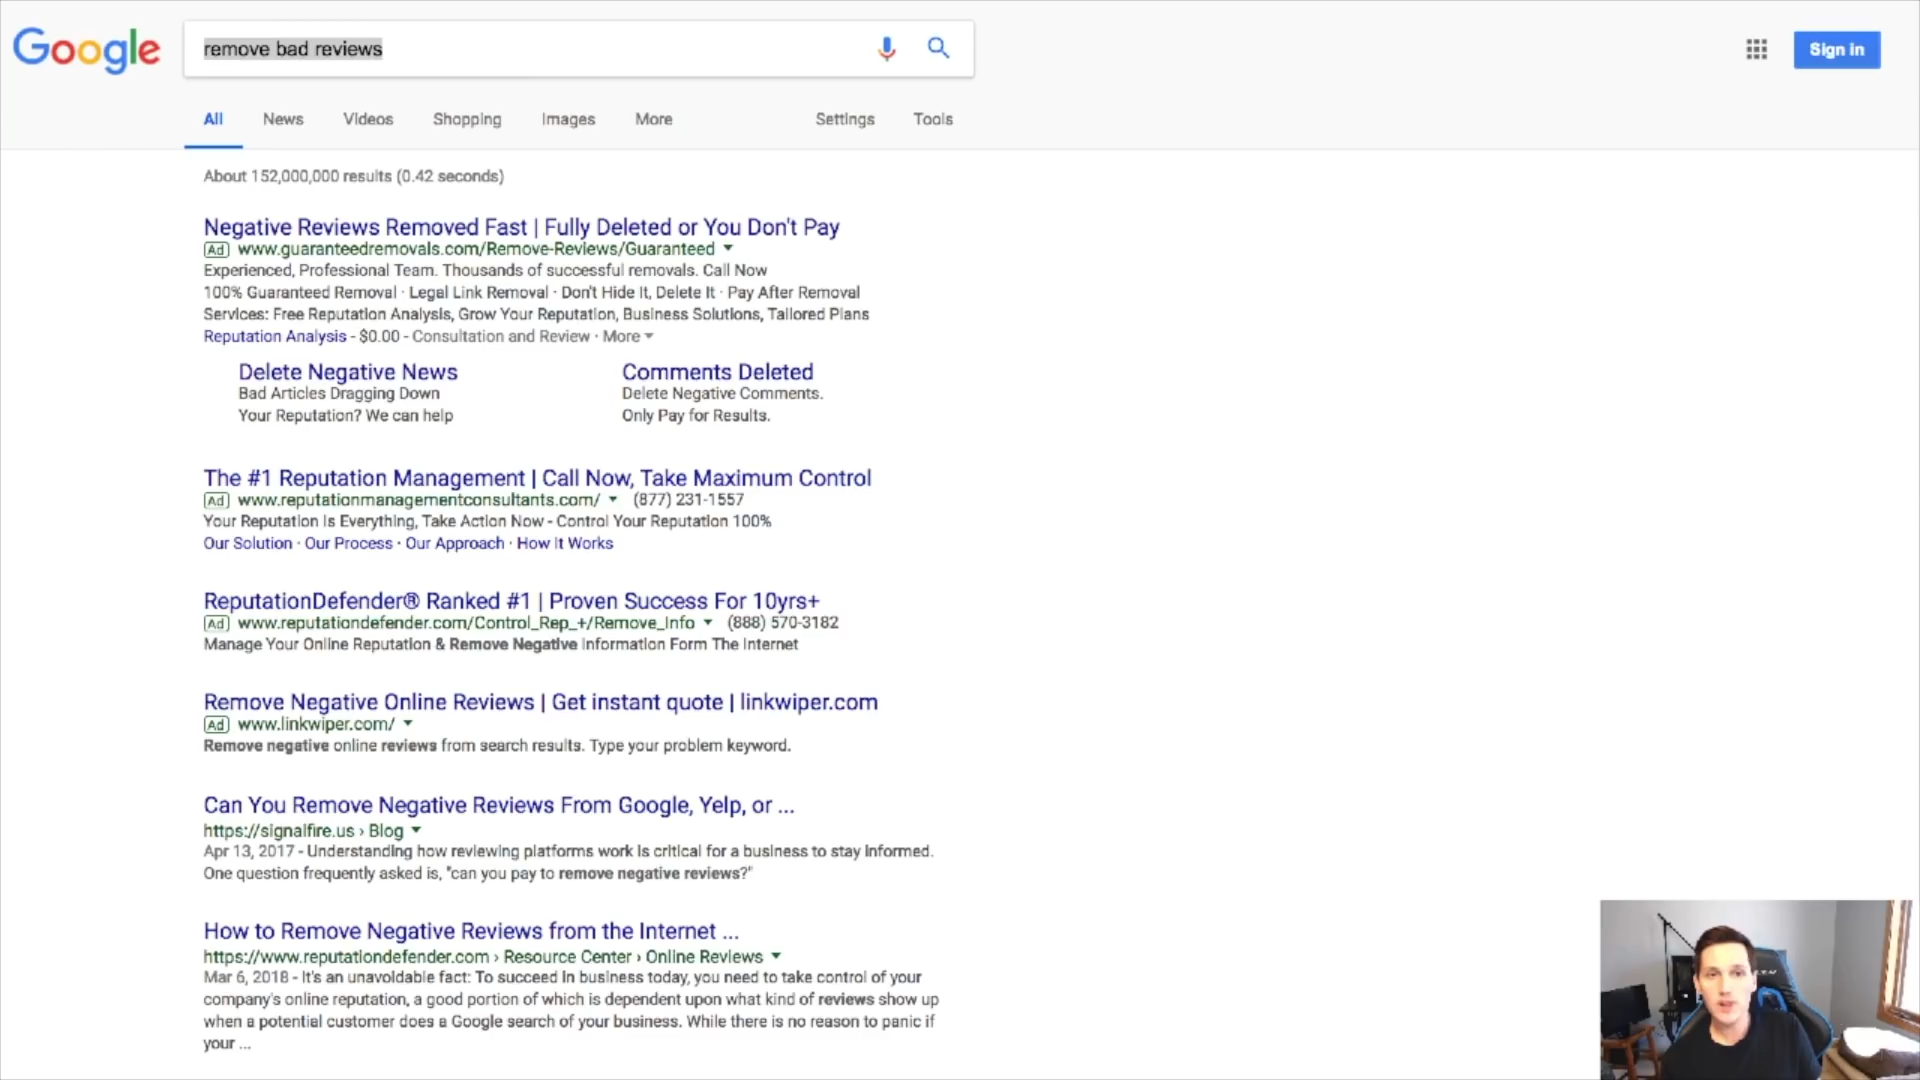 Google
remove bad reviews
Sign in
All News Videos Shopping Images More Settings Tools
About 152,000,000 results (0.42 seconds)
Negative Reviews Removed Fast | Fully Deleted or You Don't Pay
Ad www.guaranteedremovals.com/Remove-Reviews/Guaranteed
Experienced, Professional Team. Thousands of successful removals. Call Now
100% Guaranteed Removal · Legal Link Removal · Don't Hide It, Delete It · Pay After Removal
Services: Free Reputation Analysis, Grow Your Reputation, Business Solutions, Tailored Plans
Reputation Analysis - $0.00 - Consultation and Review · More
Delete Negative News
Bad Articles Dragging Down
Your Reputation? We can help
Comments Deleted
Delete Negative Comments.
Only Pay for Results.
The #1 Reputation Management | Call Now, Take Maximum Control
Ad www.reputationmanagementconsultants.com/ (877) 231-1557
Your Reputation Is Everything, Take Action Now - Control Your Reputation 100%
Our Solution · Our Process · Our Approach · How It Works
ReputationDefender® Ranked #1 | Proven Success For 10yrs+
Ad www.reputationdefender.com/Control_Rep_+/Remove_Info (888) 570-3182
Manage Your Online Reputation & Remove Negative Information Form The Internet
Remove Negative Online Reviews | Get instant quote | linkwiper.com
Ad www.linkwiper.com/
Remove negative online reviews from search results. Type your problem keyword.
Can You Remove Negative Reviews From Google, Yelp, or ...
https://signalfire.us › Blog
Apr 13, 2017 - Understanding how reviewing platforms work is critical for a business to stay informed.
One question frequently asked is, "can you pay to remove negative reviews?"
How to Remove Negative Reviews from the Internet ...
https://www.reputationdefender.com › Resource Center › Online Reviews
Mar 6, 2018 - It's an unavoidable fact: To succeed in business today, you need to take control of your
company's online reputation, a good portion of which is dependent upon what kind of reviews show up
when a potential customer does a Google search of your business. While there is no reason to panic if
your ...